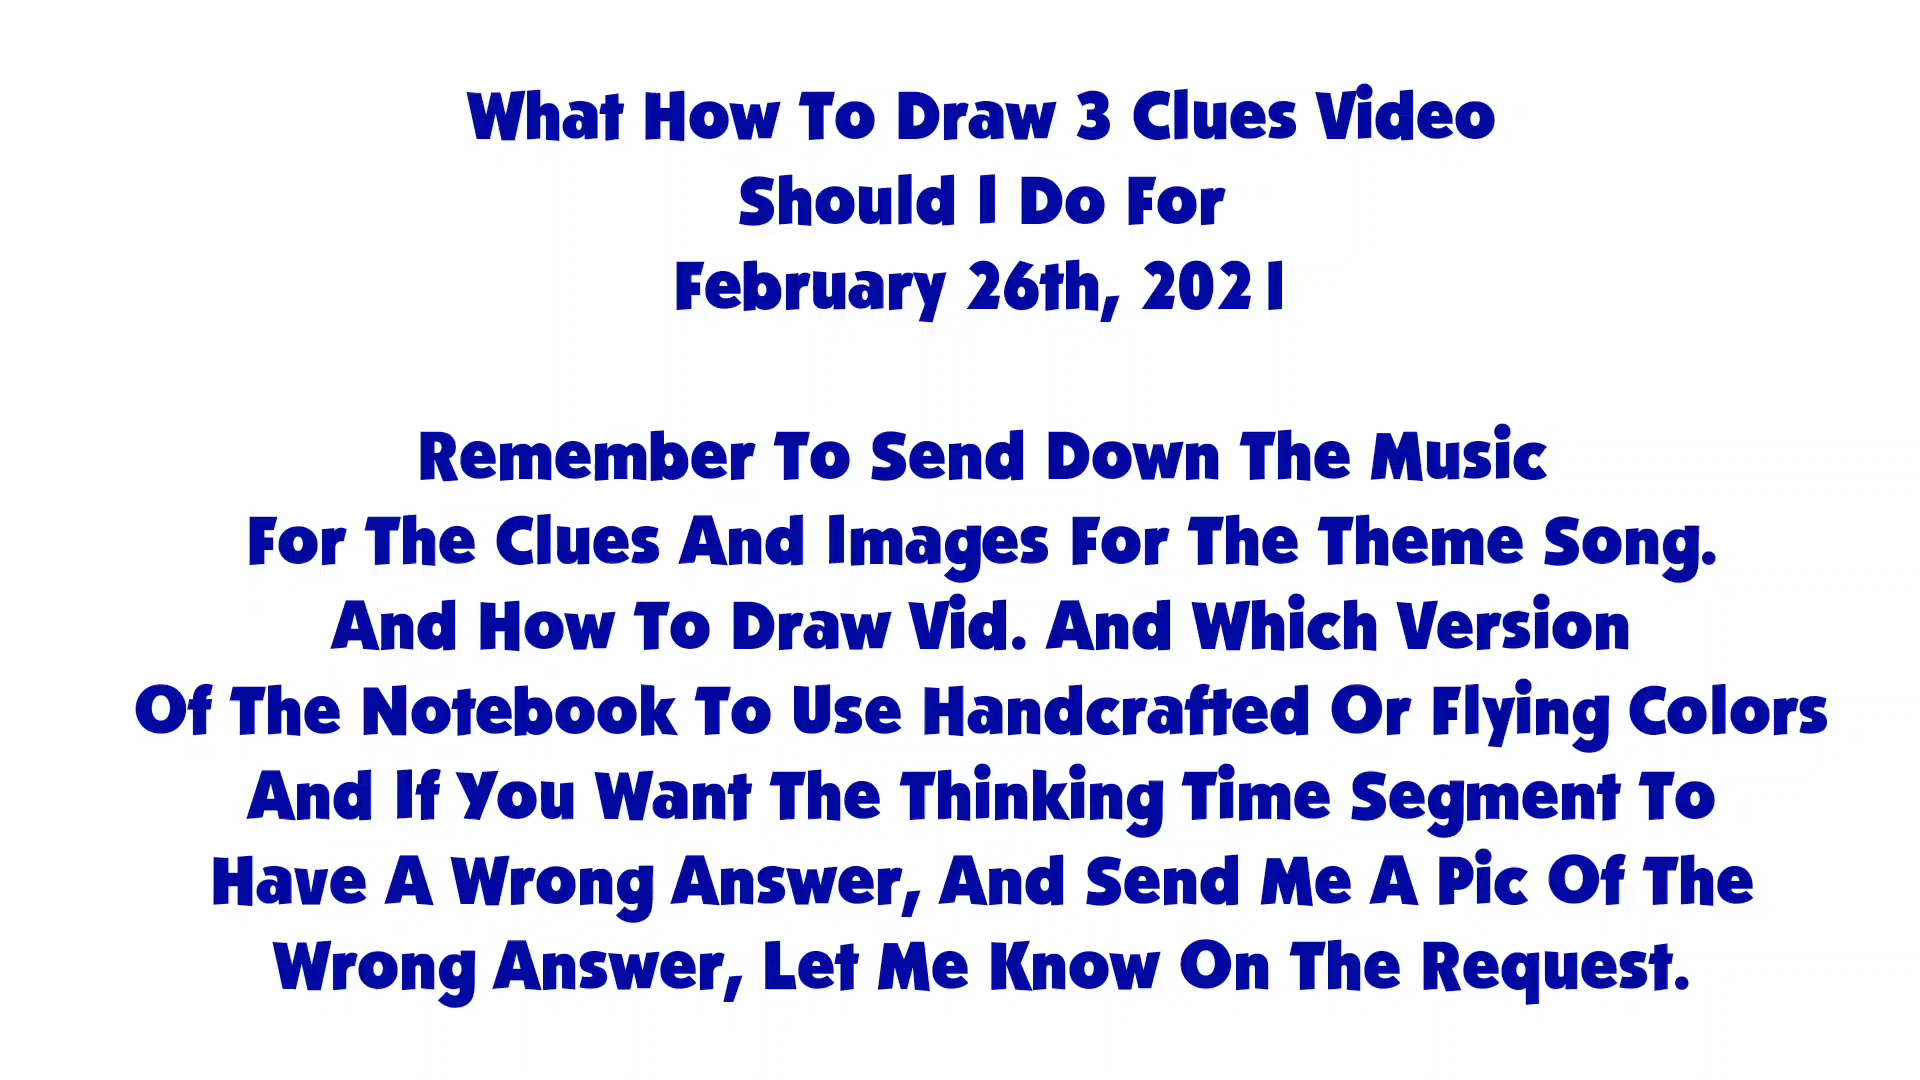 What How To Draw 3 Clues Video
Should I Do For
February 26th, 2021
Remember To Send Down The Music
For The Clues And Images For The Theme Song.
And How To Draw Vid. And Which Version
Of The Notebook To Use Handcrafted Or Flying Colors
And If You Want The Thinking Time Segment To
Have A Wrong Answer, And Send Me A Pic Of The
Wrong Answer, Let Me Know On The Request.